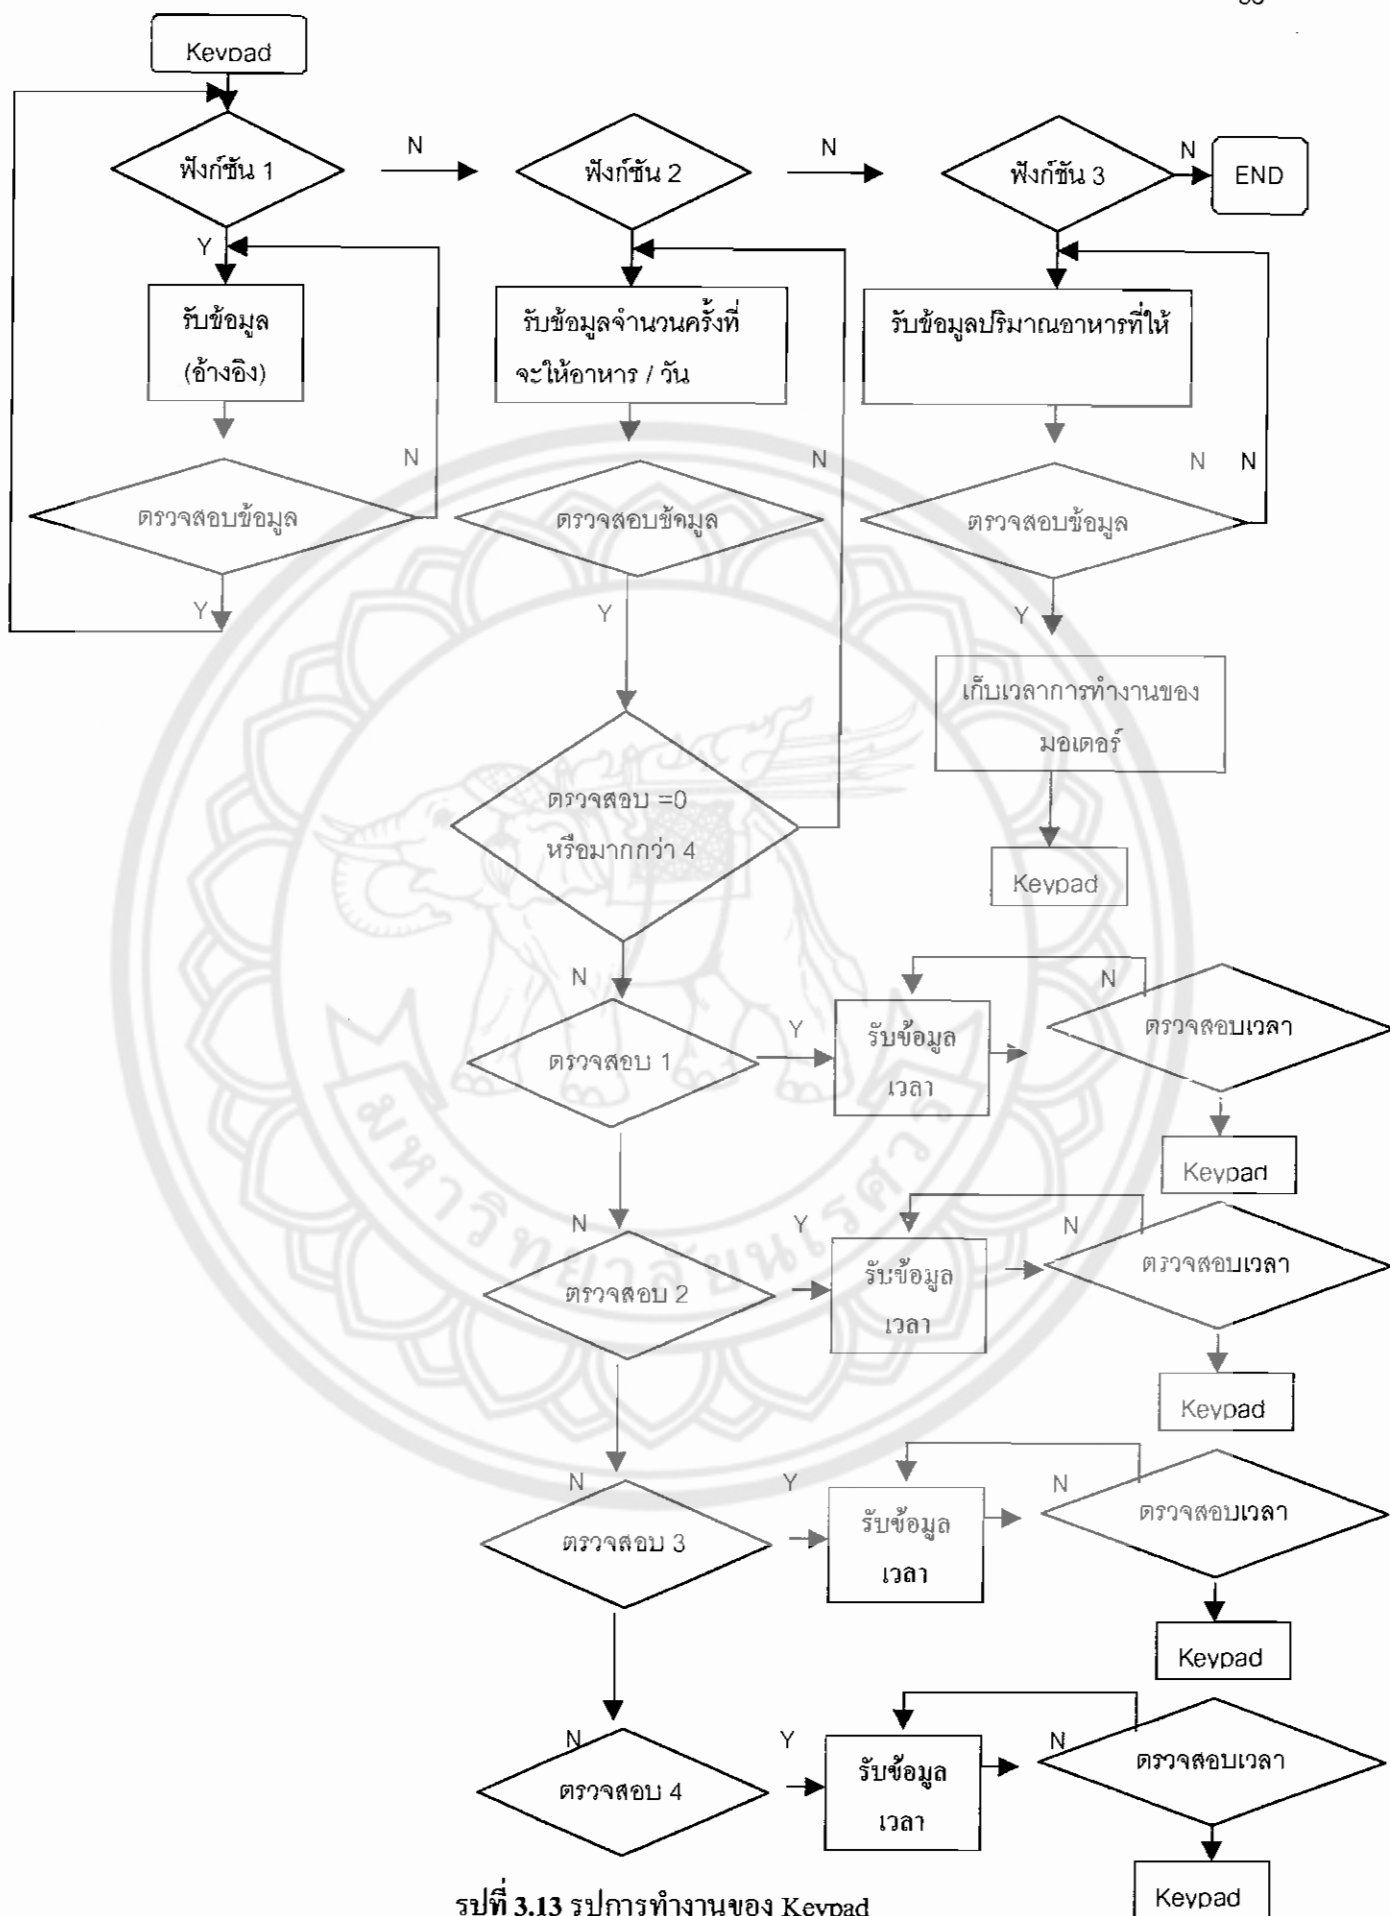 Keypad
ฟังก์ชัน 1
N
ฟังก์ชัน 2
N
ฟังก์ชัน 3
N
END
Y
รับข้อมูล
(อ้างอิง)
รับข้อมูลจำนวนครั้งที่
จะให้อาหาร / วัน
รับข้อมูลปริมาณอาหารที่ให้
N
N
N N
ตรวจสอบข้อมูล
ตรวจสอบข้อมูล
ตรวจสอบข้อมูล
Y
Y
Y
เก็บเวลาการทำงานของ
มอเตอร์
ตรวจสอบ =0
หรือมากกว่า 4
Keypad
N
N
ตรวจสอบ 1
Y
รับข้อมูล
เวลา
ตรวจสอบเวลา
Keypad
N
Y
N
ตรวจสอบ 2
รับข้อมูล
เวลา
ตรวจสอบเวลา
Keypad
N
Y
N
ตรวจสอบ 3
รับข้อมูล
เวลา
ตรวจสอบเวลา
Keypad
N
Y
N
ตรวจสอบ 4
รับข้อมูล
เวลา
ตรวจสอบเวลา
Keypad
มหาวิทยาลัยนเรศวร
รูปที่ 3.13 รูปการทำงานของ Keypad